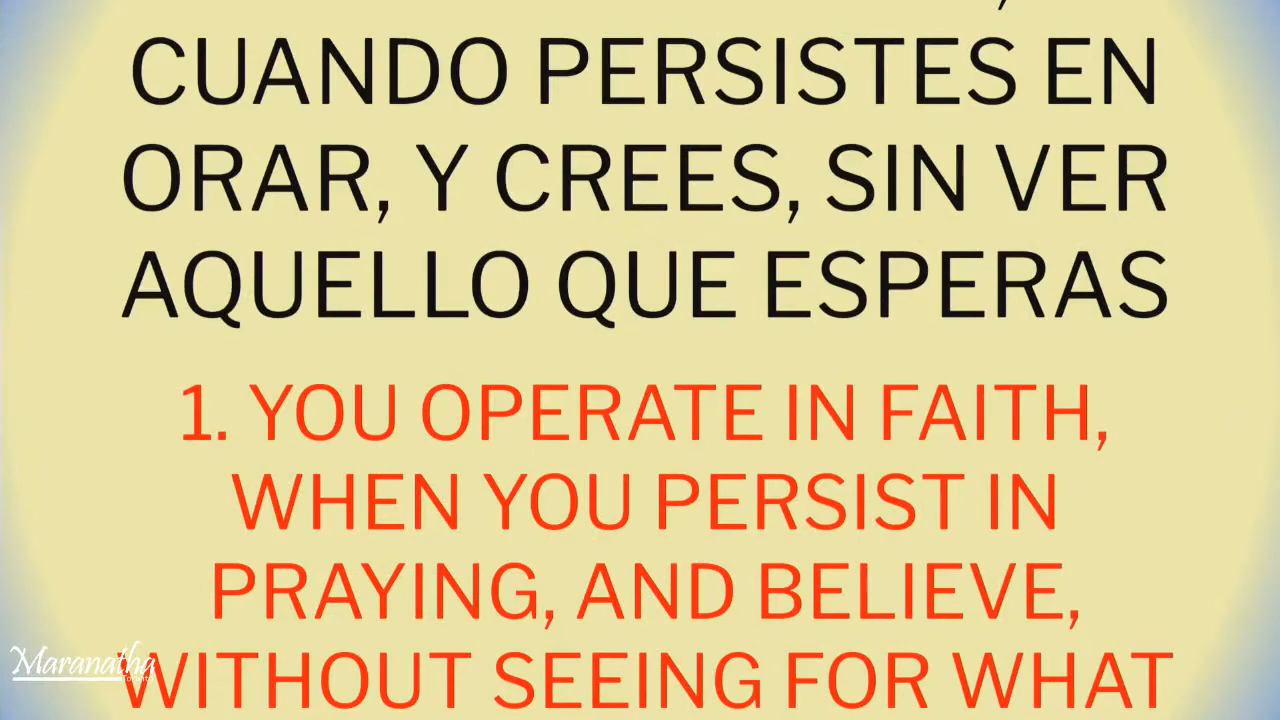 CUANDO PERSISTES EN
ORAR, Y CREES, SIN VER
AQUELLO QUE ESPERAS
1. YOU OPERATE IN FAITH,
WHEN YOU PERSIST IN
PRAYING, AND BELIEVE,
WITHOUT SEEING FOR WHAT
Maranatha
Toronto